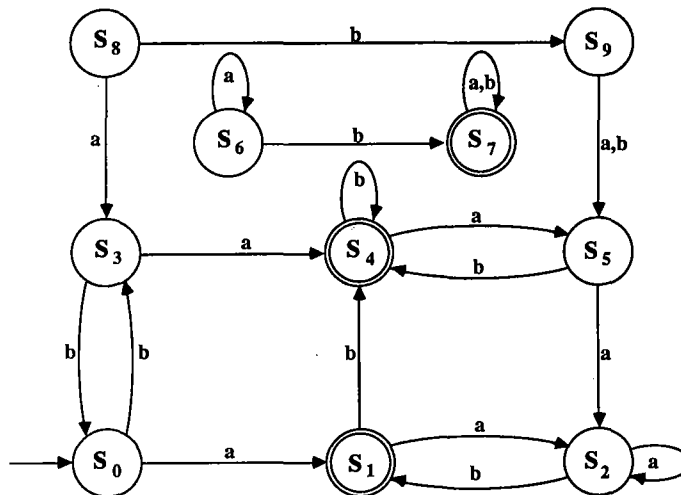 S8 b S9
a a,b
S6 b S7
a a,b
b
S3 a S4 a S5
b
b b b a
S0 a S1 a S2 a
b